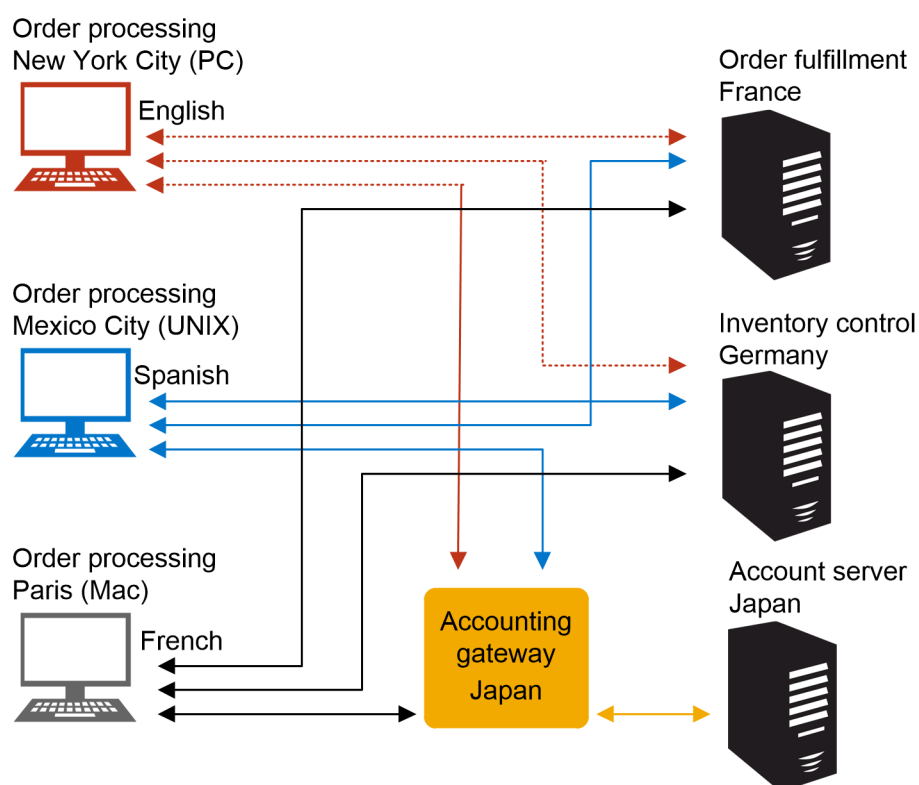 Order processing
New York City (PC)
English
Order fulfillment
France
Order processing
Mexico City (UNIX)
Spanish
Inventory control
Germany
Order processing
Paris (Mac)
French
Accounting
gateway
Japan
Account server
Japan